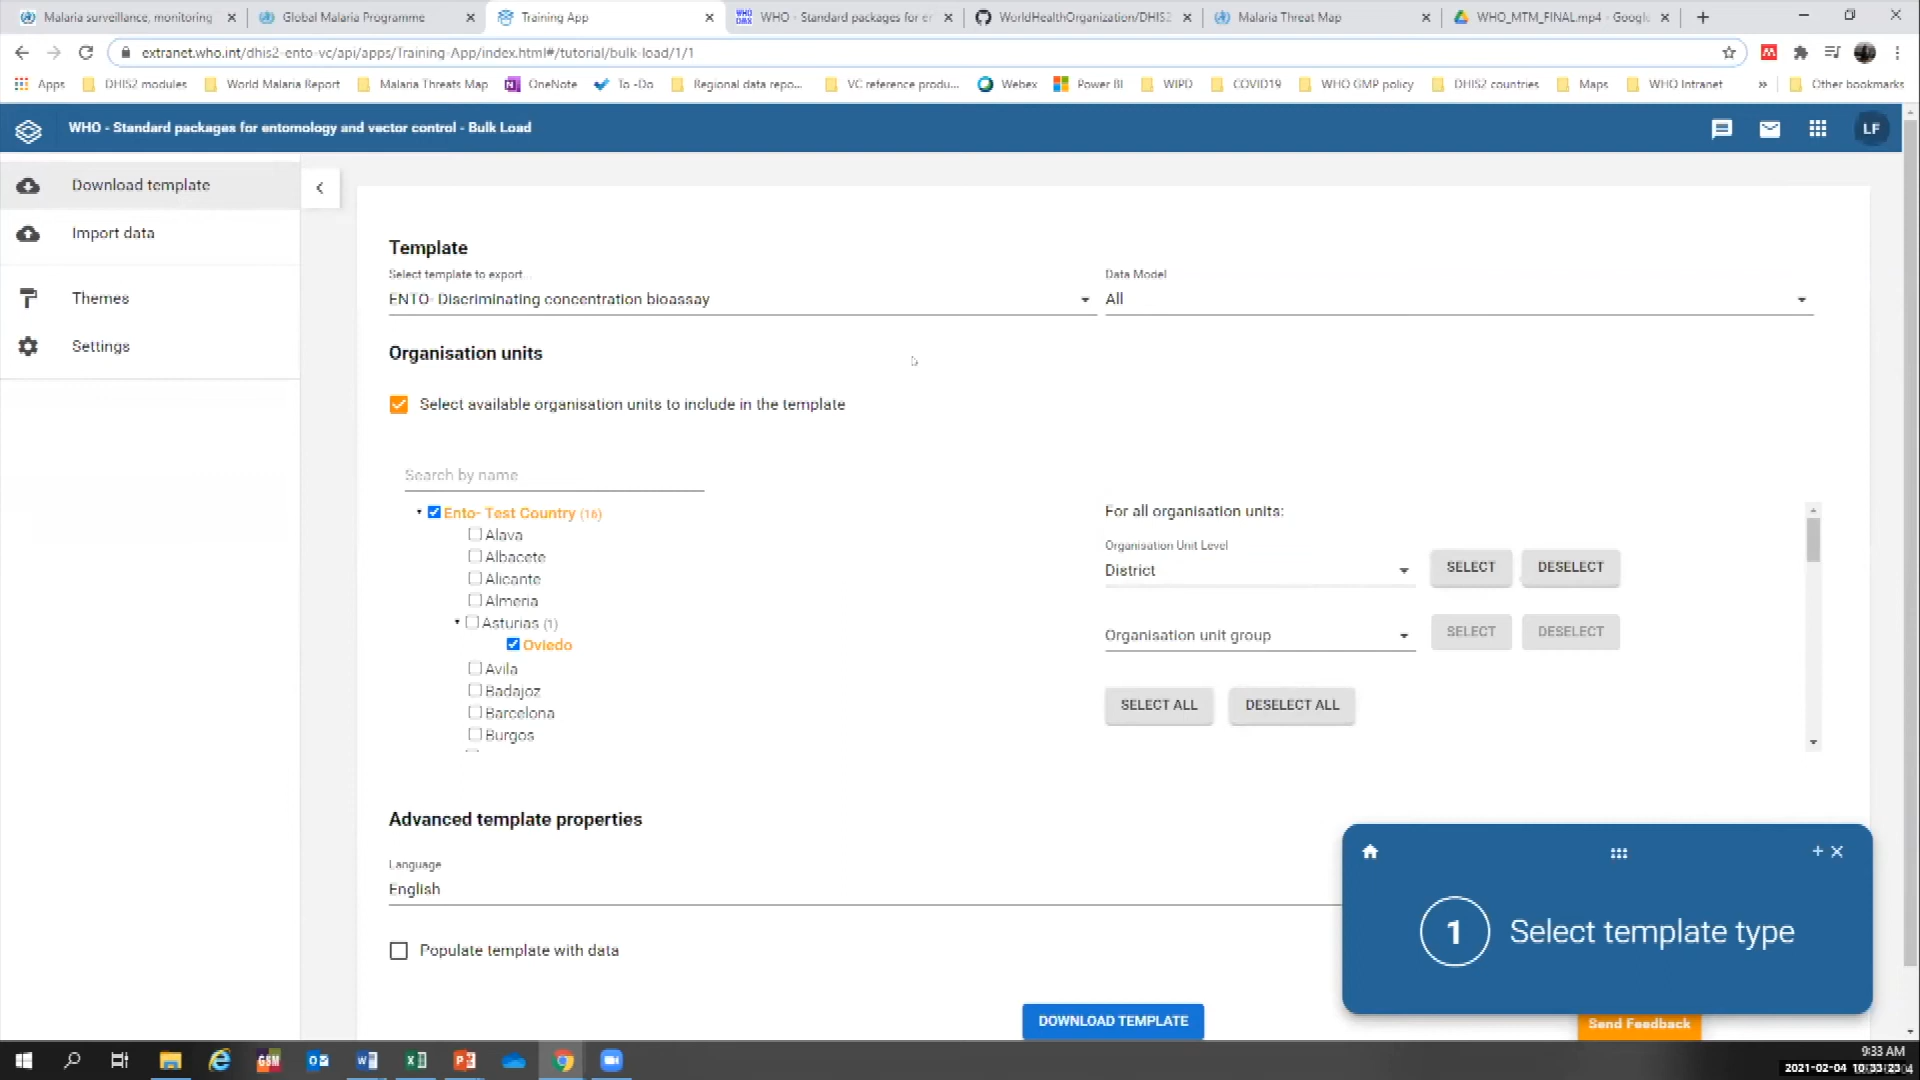 Malaria surveillance, monitoring
Global Malaria Programme
Training App
WHO - Standard packages for e
WorldHealthOrganization/DHIS2
Malaria Threat Map
WHO_MTM_FINAL.mp4 - Google
extranet.who.int/dhis2-ento-vc/api/apps/Training-App/index.html#/tutorial/bulk-load/1/1
Apps
DHIS2 modules
World Malaria Report
Malaria Threats Map
OneNote
To -Do
Regional data repo...
VC reference produ...
Webex
Power BI
WIPD
COVID19
WHO GMP policy
DHIS2 countries
Maps
WHO Intranet
»
Other bookmarks
WHO - Standard packages for entomology and vector control - Bulk Load
LF
Download template
Import data
Themes
Settings
Template
Select template to export...
ENTO- Discriminating concentration bioassay
Data Model
All
Organisation units
Select available organisation units to include in the template
Search by name
Ento- Test Country (16)
Alava
Albacete
Alicante
Almeria
Asturias (1)
Oviedo
Avila
Badajoz
Barcelona
Burgos
For all organisation units:
Organisation Unit Level
District
SELECT
DESELECT
Organisation unit group
SELECT
DESELECT
SELECT ALL
DESELECT ALL
Advanced template properties
Language
English
Populate template with data
DOWNLOAD TEMPLATE
1
Select template type
Send Feedback
9:33 AM
2021-02-04 10:33:23